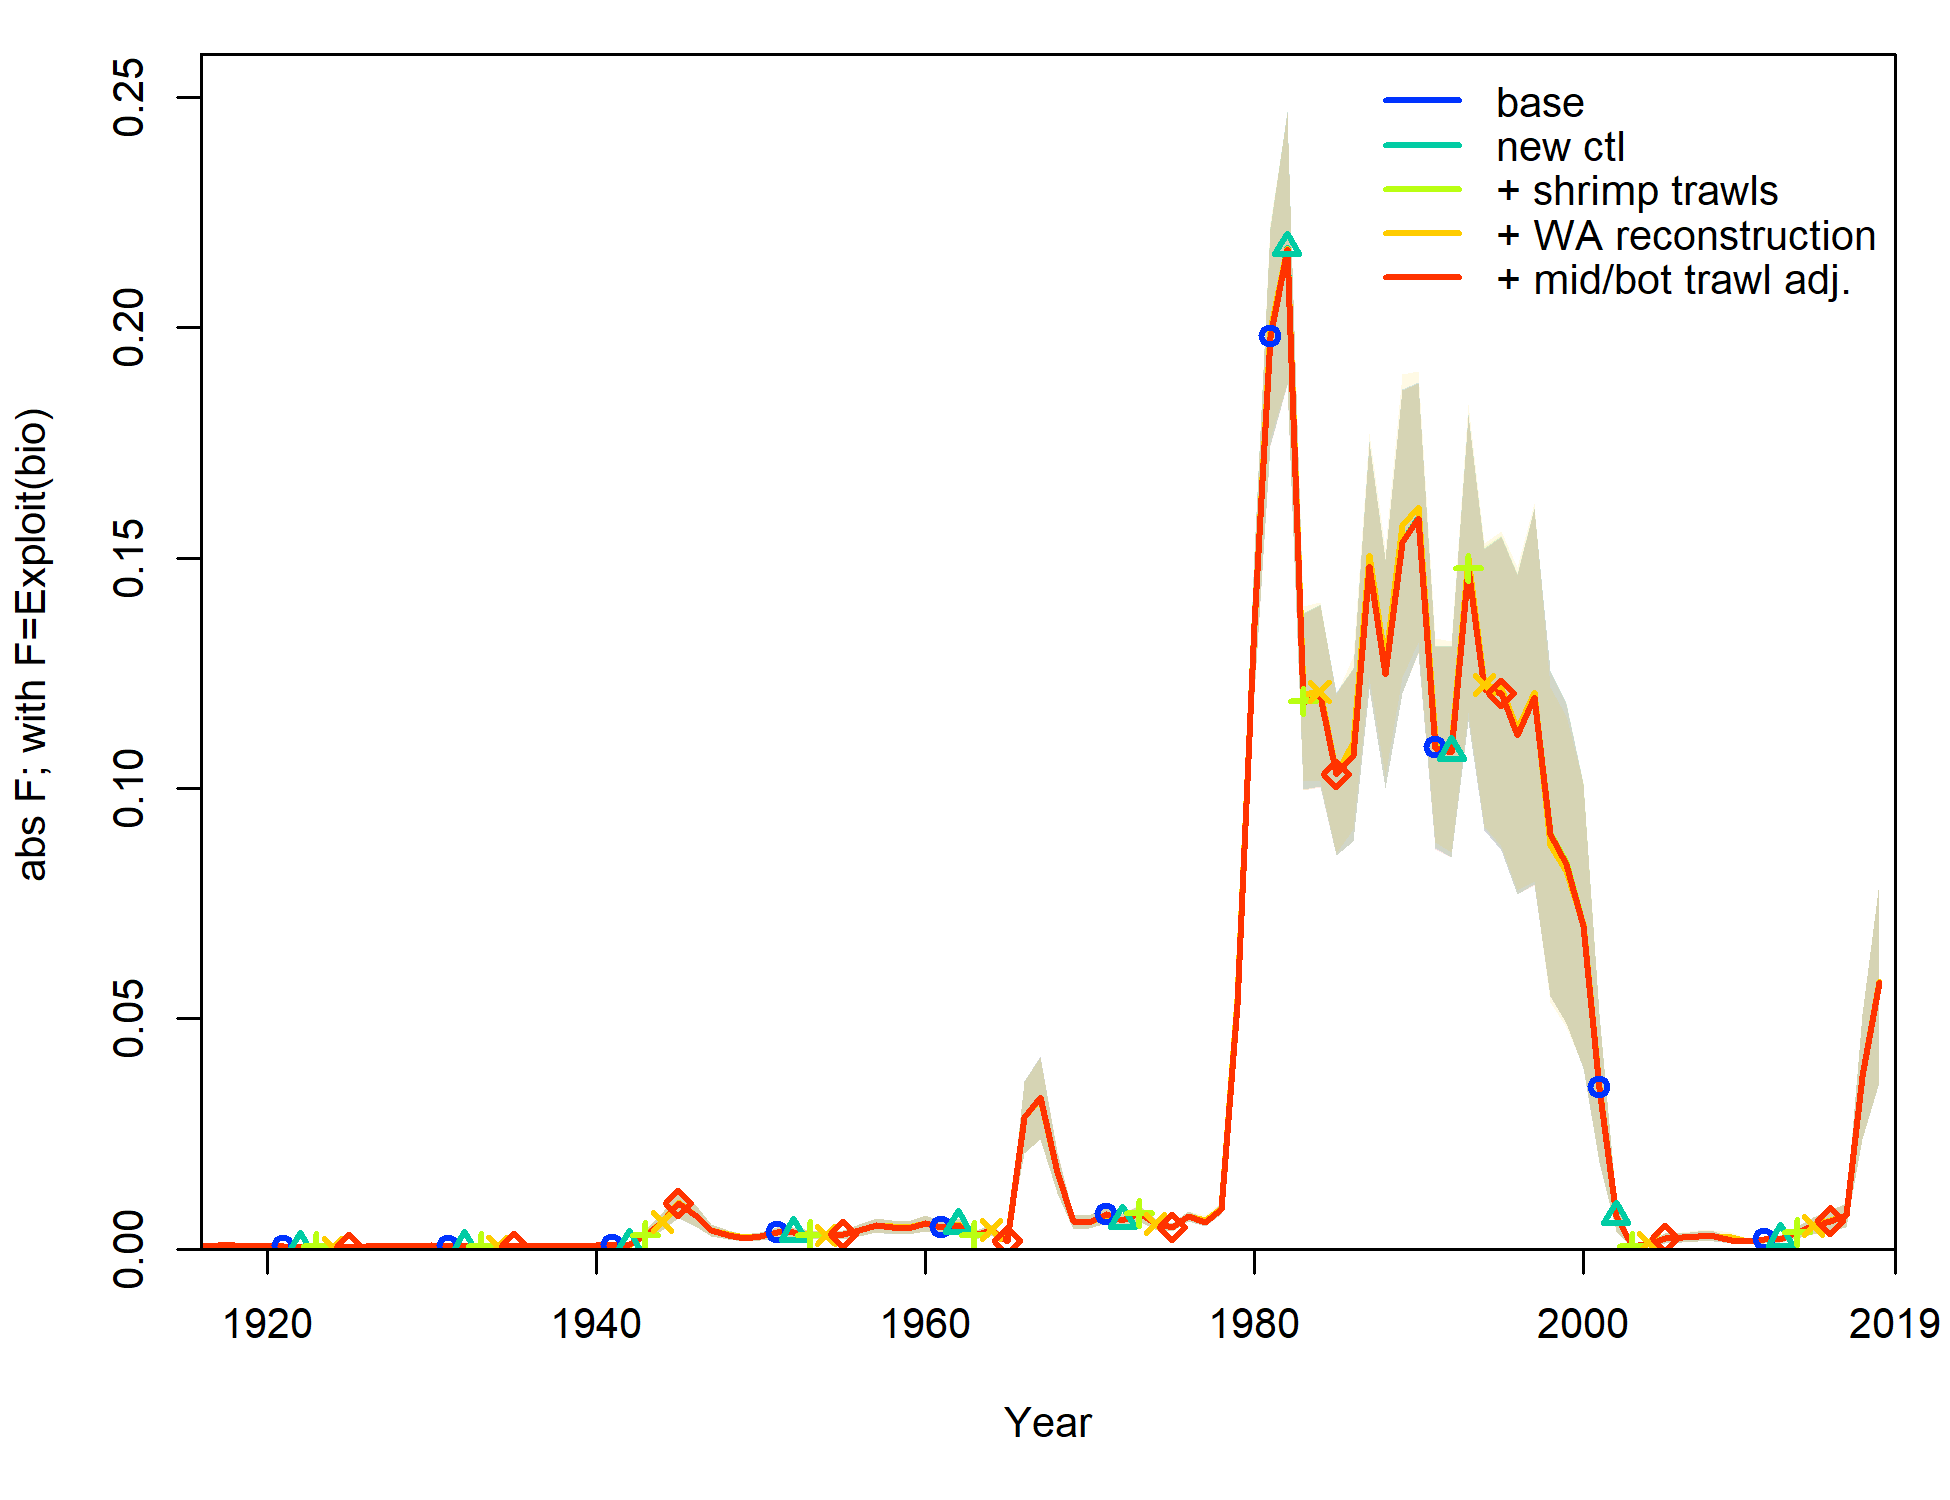 base
new ctl
+ shrimp trawls
+ WA reconstruction
+ mid/bot trawl adj.
abs F; with F=Exploit(bio)
0.25
0.20
0.15
0.10
0.05
0.00
1920 1940 1960 1980 2000 2019
Year